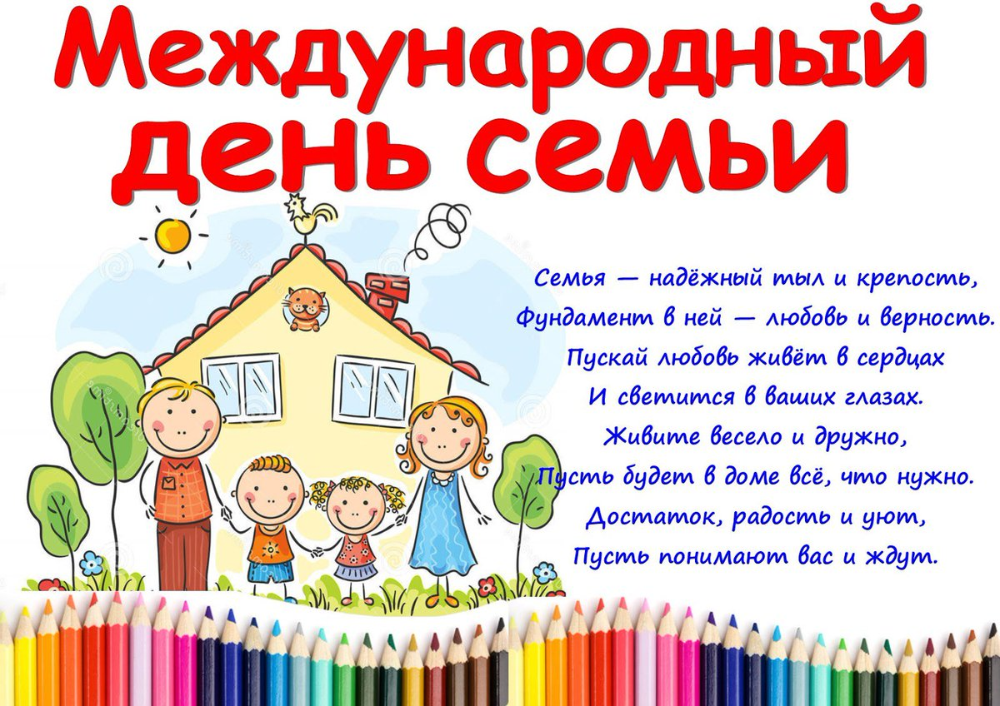 Международный
день семьи
Семья — надёжный тыл и крепость,
Фундамент в ней — любовь и верность.
Пускай любовь живёт в сердцах
И светится в ваших глазах.
Живите весело и дружно,
Пусть будет в доме всё, что нужно.
Достаток, радость и уют,
Пусть понимают вас и ждут.